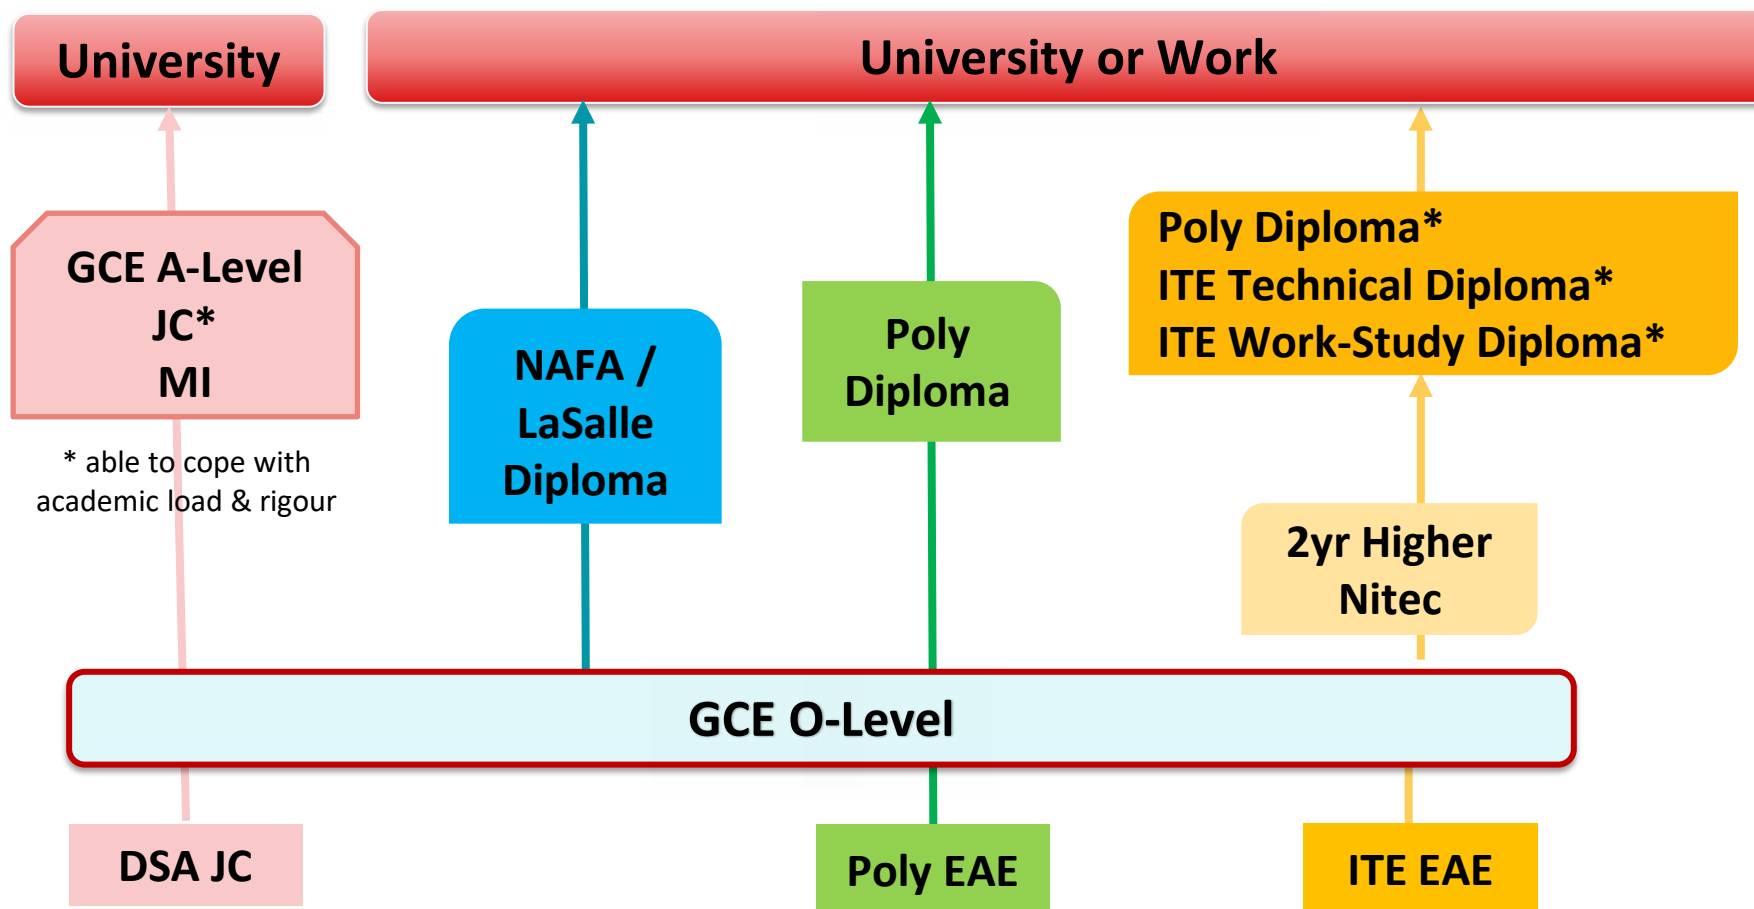 University
University or Work
GCE A-Level
JC*
MI
* able to cope with
academic load & rigour
NAFA /
LaSalle
Diploma
Poly
Diploma
Poly Diploma*
ITE Technical Diploma*
ITE Work-Study Diploma*
2yr Higher
Nitec
GCE O-Level
DSA JC
Poly EAE
ITE EAE